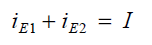 i_{E1} + i_{E2} = I